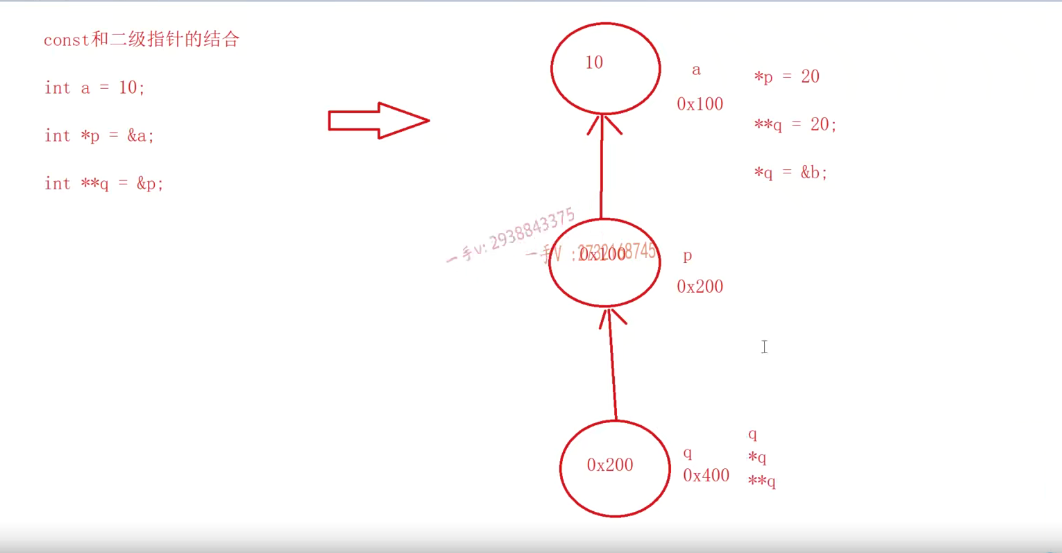 const和二级指针的结合
int a = 10;
int *p = &a;
int **q = &p;
10
a
0x100
*p = 20
**q = 20;
*q = &b;
一手v:2938843375
一手V :2732168745
0x100
p
0x200
0x200
q
0x400
q
*q
**q